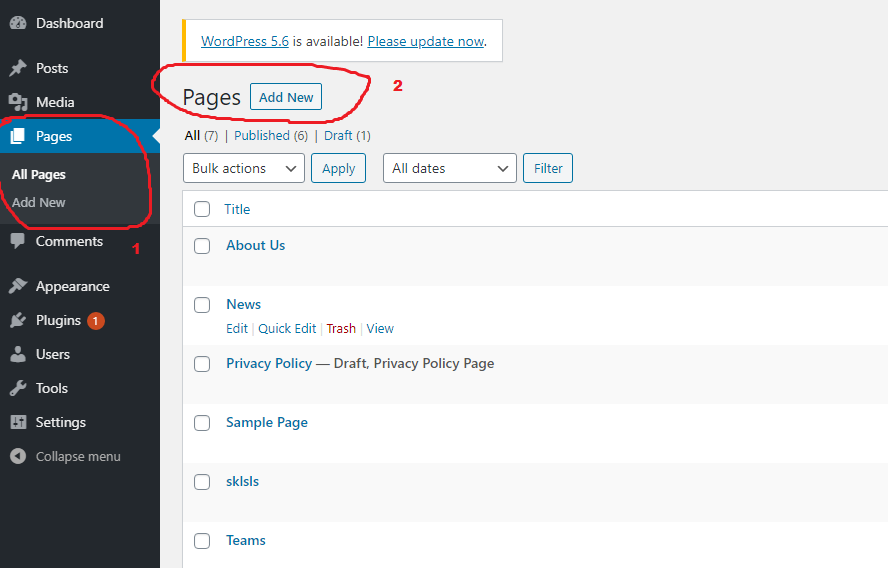 Dashboard
Posts
Media
Pages
All Pages
Add New
Comments
1
Appearance
Plugins 1
Users
Tools
Settings
Collapse menu
WordPress 5.6 is available! Please update now.
2
Pages Add New
All (7) | Published (6) | Draft (1)
Bulk actions Apply All dates Filter
Title
About Us
News
Edit | Quick Edit | Trash | View
Privacy Policy — Draft, Privacy Policy Page
Sample Page
sklsls
Teams